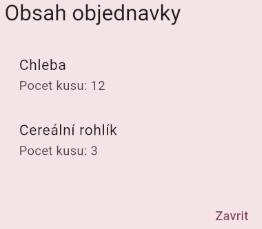 Obsah objednavky
Chleba
Pocet kusu: 12
Cereální rohlík
Pocet kusu: 3
Zavrit